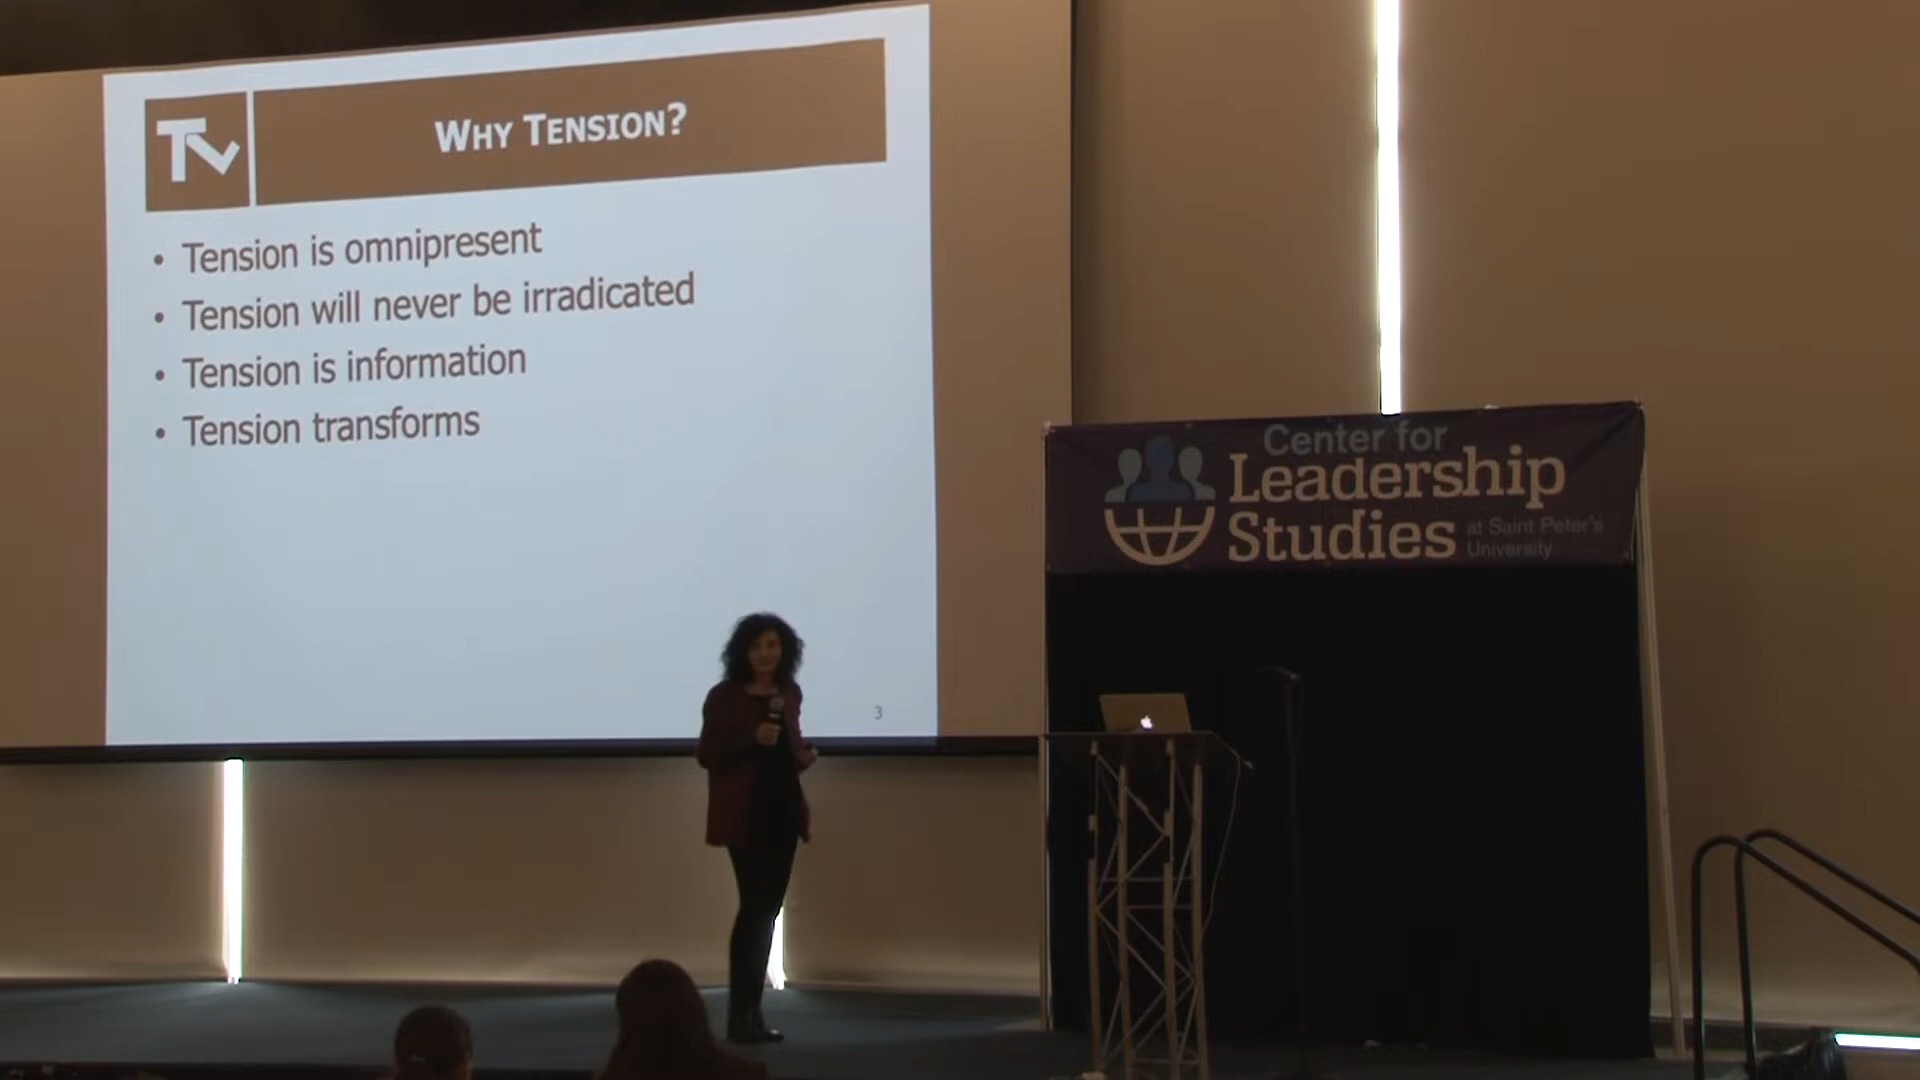 TV
WHY TENSION?
• Tension is omnipresent
• Tension will never be irradicated
• Tension is information
• Tension transforms
3
Center for
Leadership
Studies
at Saint Peter's
University